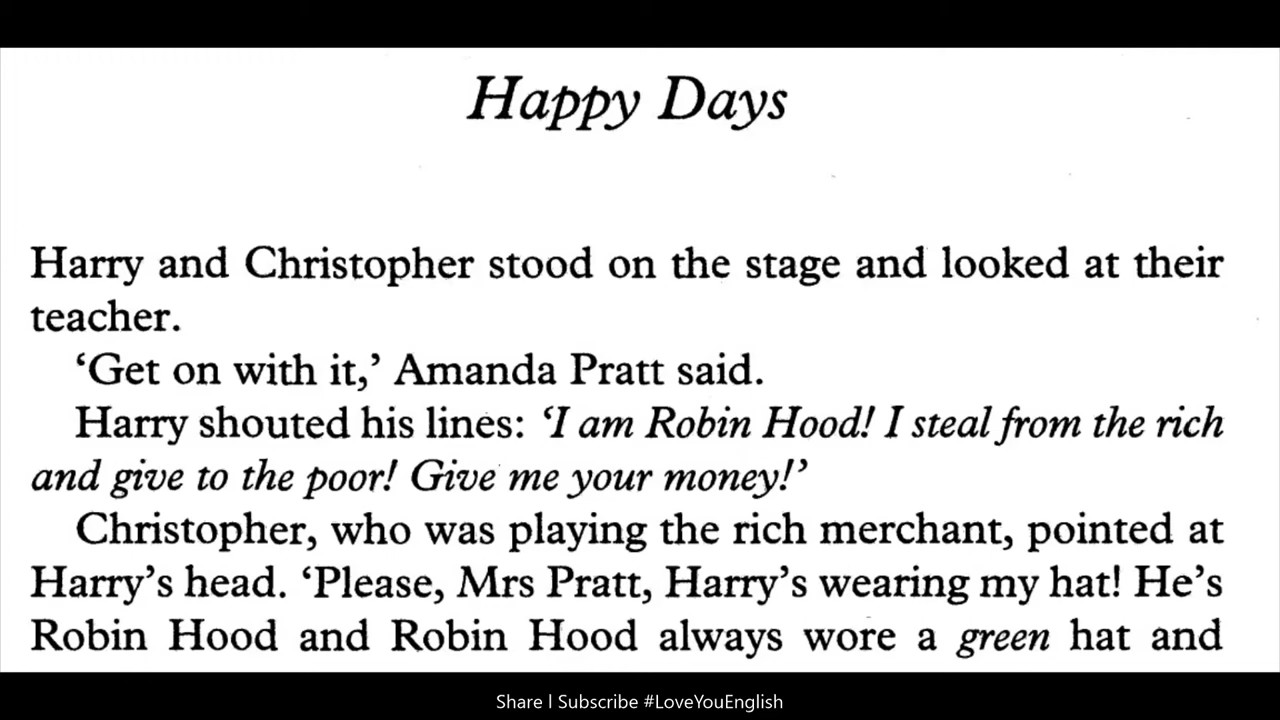 Happy Days
Harry and Christopher stood on the stage and looked at their
teacher.
‘Get on with it,’ Amanda Pratt said.
Harry shouted his lines: ‘I am Robin Hood! I steal from the rich
and give to the poor! Give me your money!’
Christopher, who was playing the rich merchant, pointed at
Harry’s head. ‘Please, Mrs Pratt, Harry’s wearing my hat! He’s
Robin Hood and Robin Hood always wore a green hat and
Share l Subscribe #LoveYouEnglish